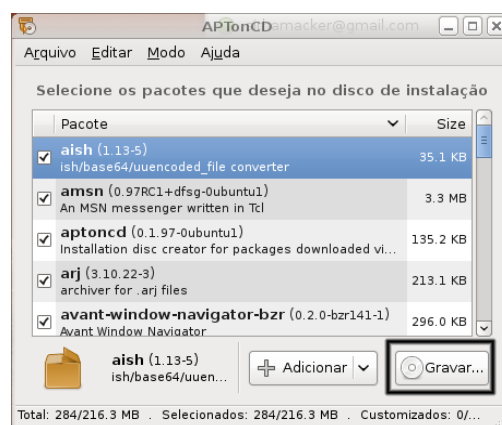 APTonCD
Arquivo Editar Modo Ajuda
Selecione os pacotes que deseja no disco de instalação
Pacote Size
aish (1.13-5)
ish/base64/uuencoded_file converter
35.1 KB
amsn (0.97RC1+dfsg-0ubuntu1)
An MSN messenger written in Tcl
3.3 MB
aptoncd (0.1.97-0ubuntu1)
Installation disc creator for packages downloaded vi...
135.2 KB
arj (3.10.22-3)
archiver for .arj files
213.1 KB
avant-window-navigator-bzr (0.2.0-bzr141-1)
Avant Window Navigator
296.0 KB
aish (1.13-5)
ish/base64/uuen...
Adicionar
Gravar...
Total: 284/216.3 MB . Selecionados: 284/216.3 MB . Customizados: 0/...